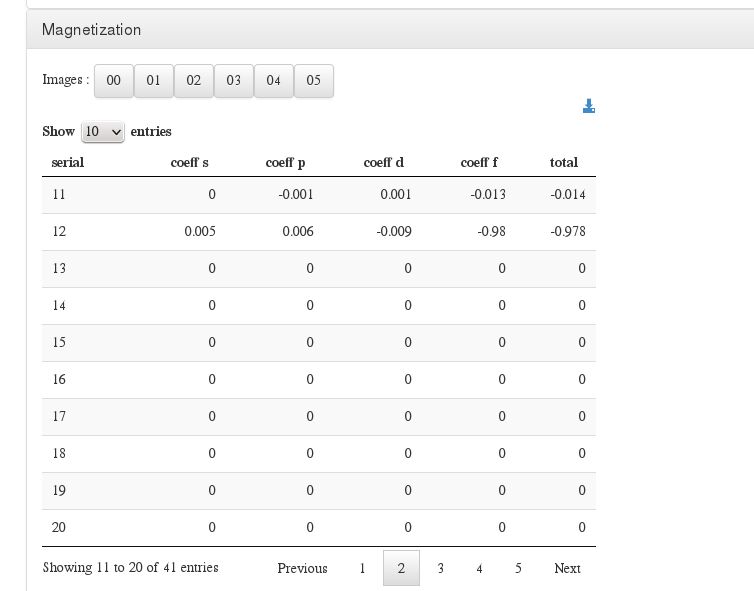 Magnetization
Images : 00 01 02 03 04 05
Show 10 entries
serial coeff s coeff p coeff d coeff f total
11 0 -0.001 0.001 -0.013 -0.014
12 0.005 0.006 -0.009 -0.98 -0.978
13 0 0 0 0 0
14 0 0 0 0 0
15 0 0 0 0 0
16 0 0 0 0 0
17 0 0 0 0 0
18 0 0 0 0 0
19 0 0 0 0 0
20 0 0 0 0 0
Showing 11 to 20 of 41 entries Previous 1 2 3 4 5 Next